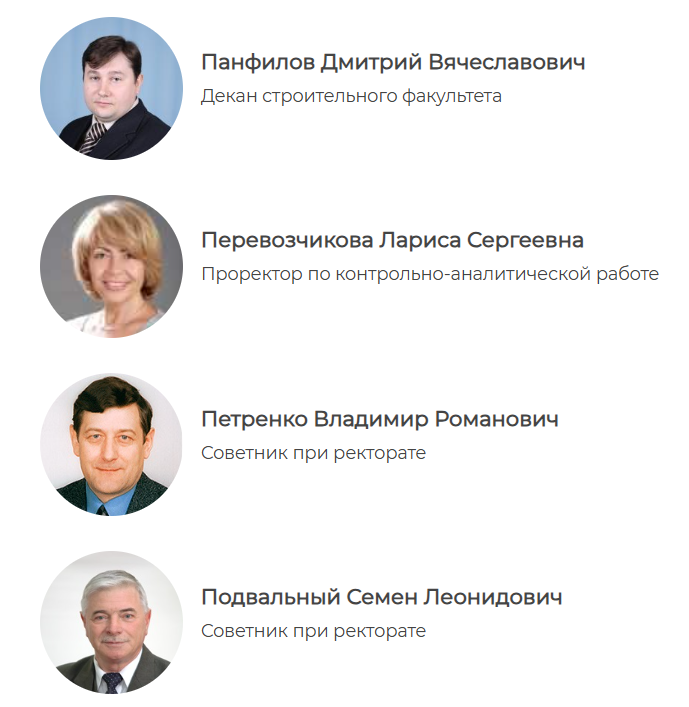 Панфилов Дмитрий Вячеславович
Декан строительного факультета
Перевозчикова Лариса Сергеевна
Проректор по контрольно-аналитической работе
Петренко Владимир Романович
Советник при ректорате
Подвальный Семен Леонидович
Советник при ректорате